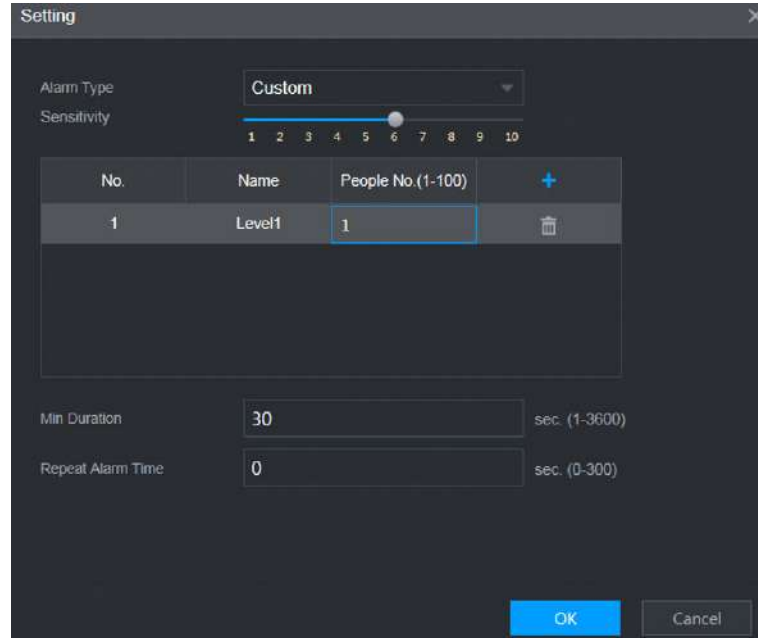 Setting
Alarm Type
Custom
Sensitivity
1 2 3 4 5 6 7 8 9 10
No. Name People No.(1-100) +
1 Level1 1
Min Duration 30 sec. (1-3600)
Repeat Alarm Time 0 sec. (0-300)
OK Cancel